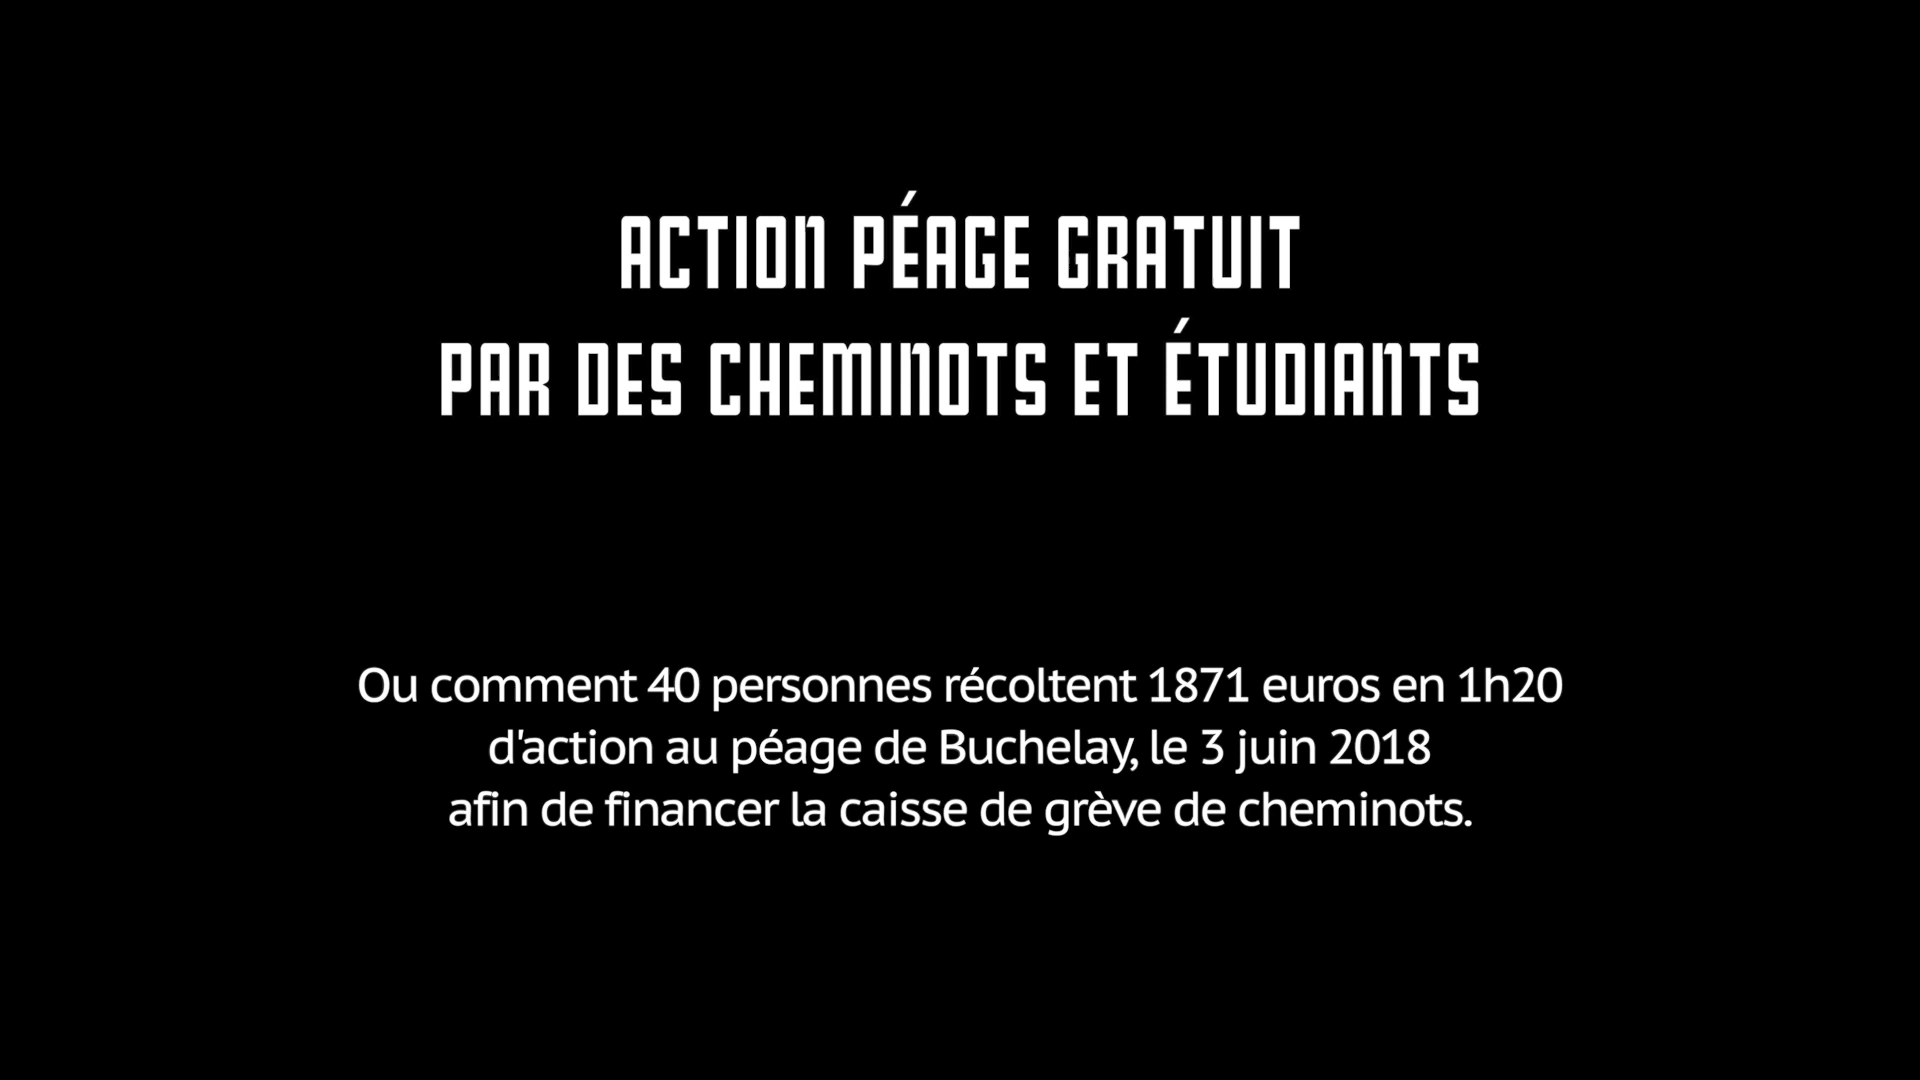 ACTION PÉAGE GRATUIT
PAR DES CHEMINOTS ET ÉTUDIANTS
Ou comment 40 personnes récoltent 1871 euros en 1h20
d'action au péage de Buchelay, le 3 juin 2018
afin de financer la caisse de grève de cheminots.